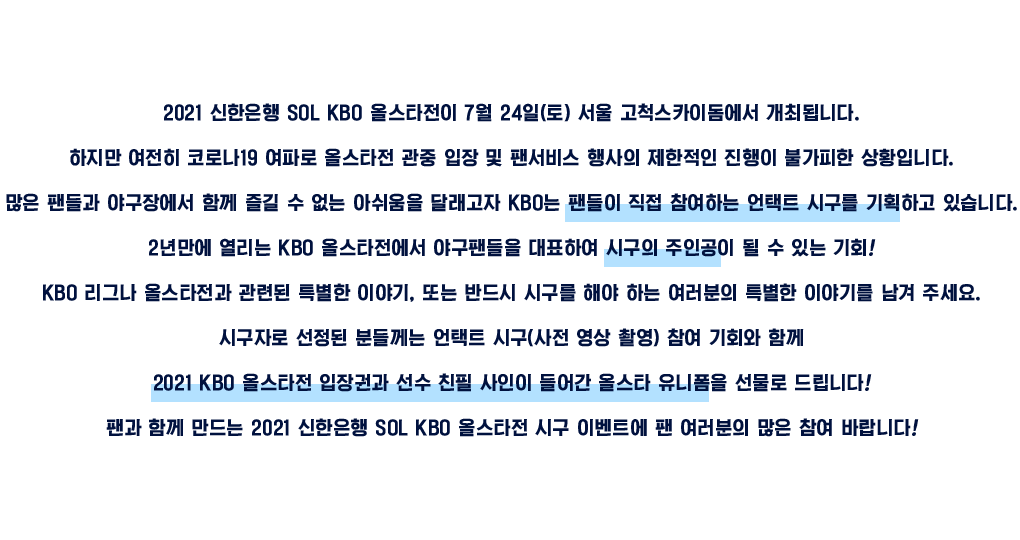 2021 신한은행 SOL KBO 올스타전이 7월 24일(토) 서울 고척스카이돔에서 개최됩니다.
하지만 여전히 코로나19 여파로 올스타전 관중 입장 및 팬서비스 행사의 제한적인 진행이 불가피한 상황입니다.
많은 팬들과 야구장에서 함께 즐길 수 없는 아쉬움을 달래고자 KBO는 팬들이 직접 참여하는 언택트 시구를 기획하고 있습니다.
2년만에 열리는 KBO 올스타전에서 야구팬들을 대표하여 시구의 주인공이 될 수 있는 기회!
KBO 리그나 올스타전과 관련된 특별한 이야기, 또는 반드시 시구를 해야 하는 여러분의 특별한 이야기를 남겨 주세요.
시구자로 선정된 분들께는 언택트 시구(사전 영상 촬영) 참여 기회와 함께
2021 KBO 올스타전 입장권과 선수 친필 사인이 들어간 올스타 유니폼을 선물로 드립니다!
팬과 함께 만드는 2021 신한은행 SOL KBO 올스타전 시구 이벤트에 팬 여러분의 많은 참여 바랍니다!